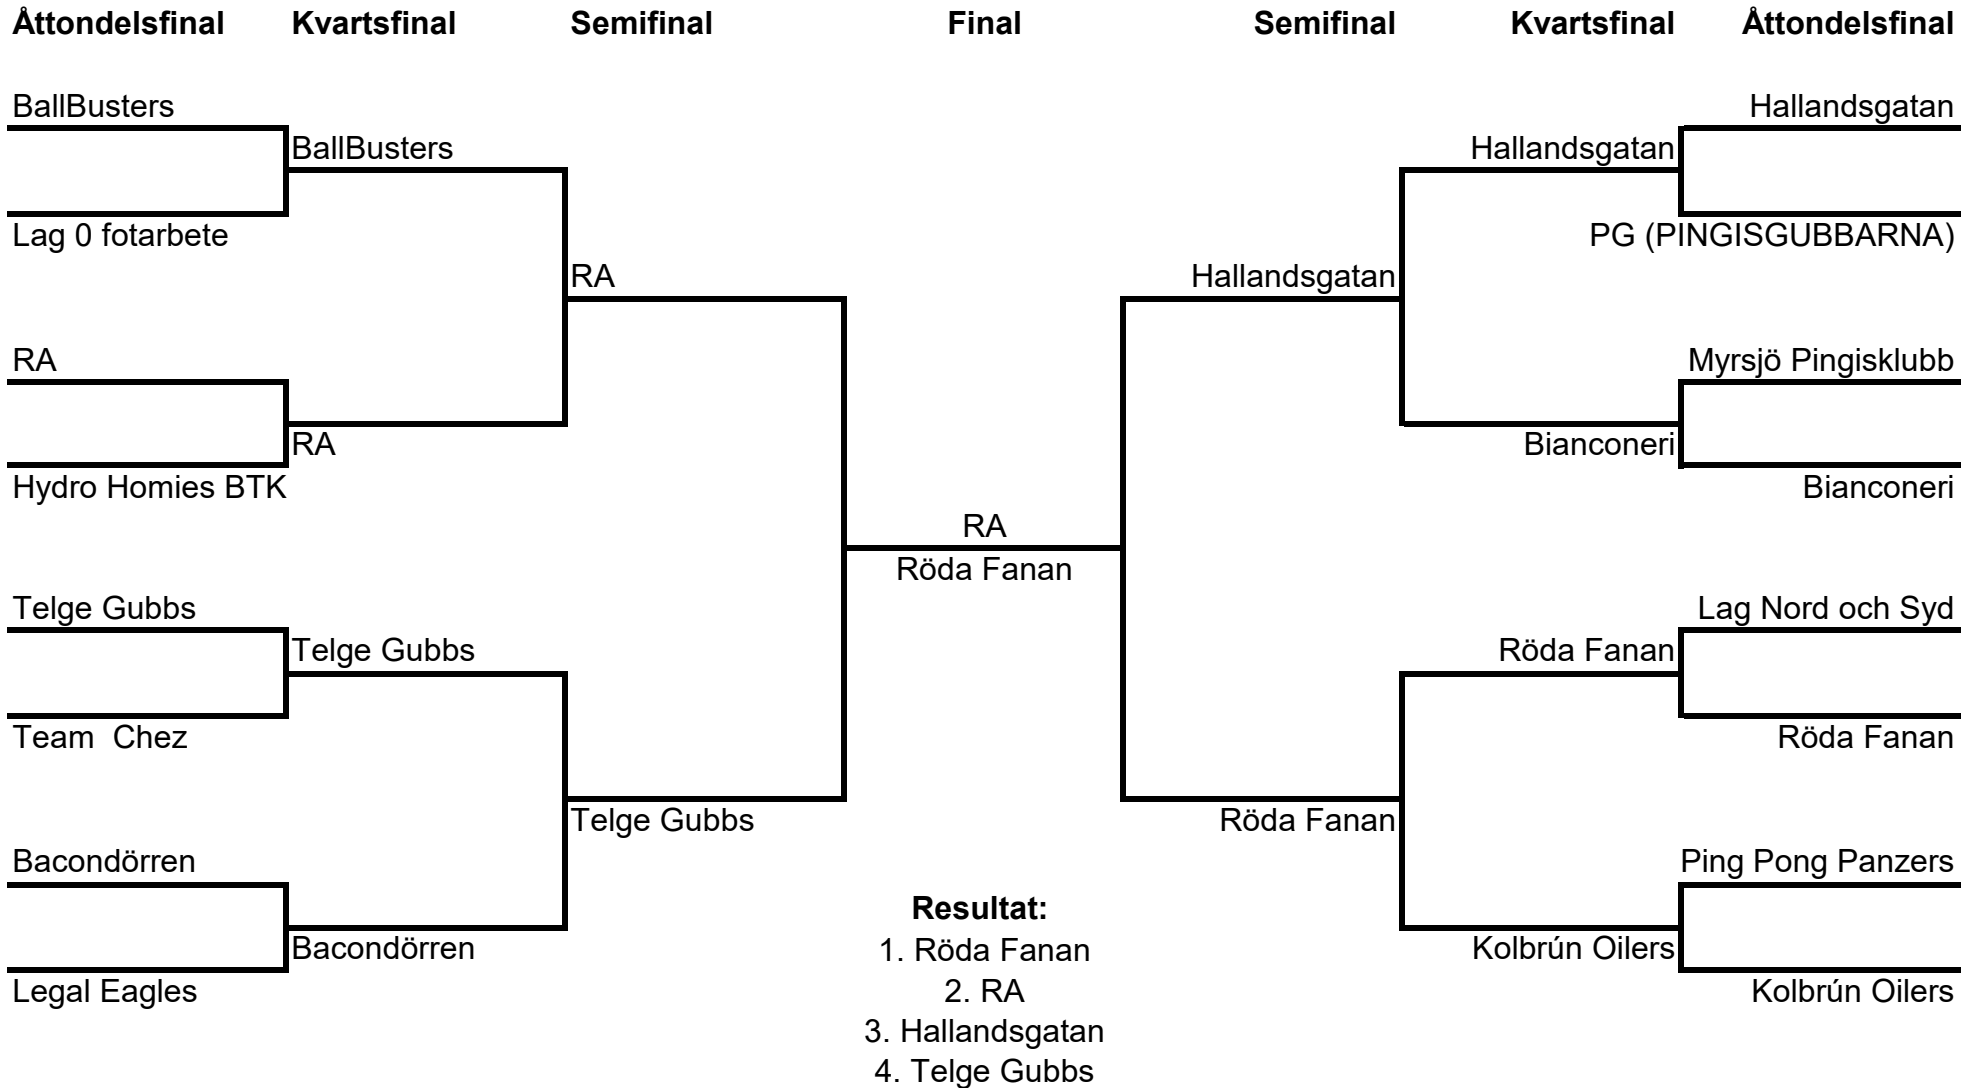 Åttondelsfinal Kvartsfinal Semifinal Final Semifinal Kvartsfinal Åttondelsfinal
BallBusters Hallandsgatan
BallBusters Hallandsgatan
Lag 0 fotarbete PG (PINGISGUBBARNA)
RA Hallandsgatan
RA Myrsjö Pingisklubb
RA Bianconeri
Hydro Homies BTK Bianconeri
RA
Röda Fanan
Telge Gubbs Lag Nord och Syd
Telge Gubbs Röda Fanan
Team  Chez Röda Fanan
Telge Gubbs Röda Fanan
Bacondörren Ping Pong Panzers
Resultat:
Bacondörren 1. Röda Fanan Kolbrún Oilers
Legal Eagles 2. RA Kolbrún Oilers
3. Hallandsgatan
4. Telge Gubbs